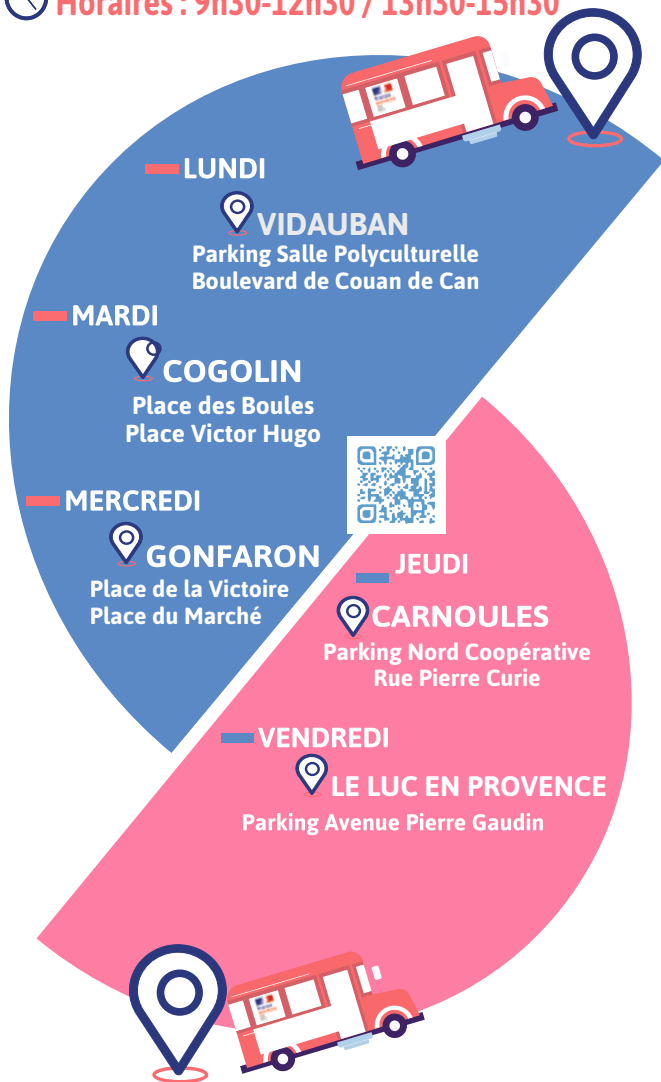 Horaires : 9h30-12h30 / 13h30-15h30
LUNDI
VIDAUBAN
Parking Salle Polyculturelle
Boulevard de Couan de Can
MARDI
COGOLIN
Place des Boules
Place Victor Hugo
MERCREDI
GONFARON
Place de la Victoire
Place du Marché
JEUDI
CARNOULES
Parking Nord Coopérative
Rue Pierre Curie
VENDREDI
LE LUC EN PROVENCE
Parking Avenue Pierre Gaudin